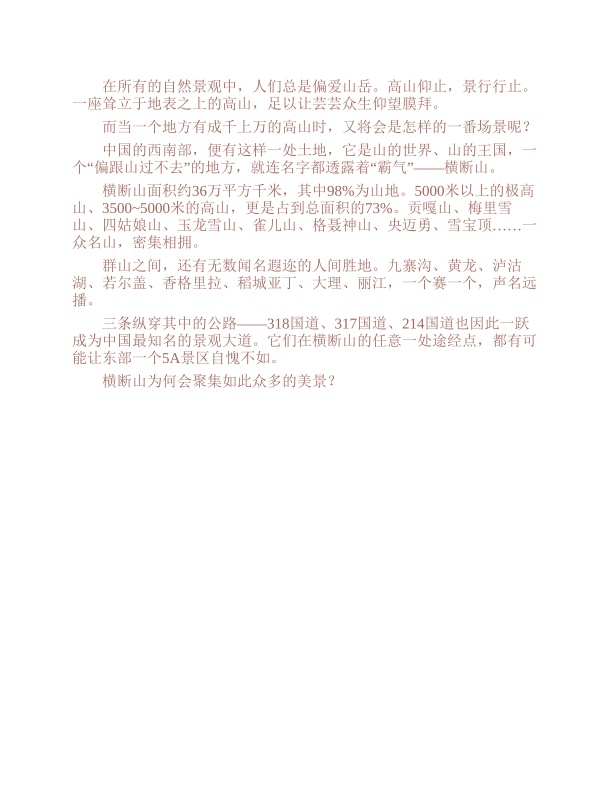 在所有的自然景观中，人们总是偏爱山岳。高山仰止，景行行止。
一座耸立于地表之上的高山，足以让芸芸众生仰望膜拜。
而当一个地方有成千上万的高山时，又将会是怎样的一番场景呢？
中国的西南部，便有这样一处土地，它是山的世界、山的王国，一
个“偏跟山过不去”的地方，就连名字都透露着“霸气”——横断山。
横断山面积约36万平方千米，其中98%为山地。5000米以上的极高
山、3500~5000米的高山，更是占到总面积的73%。贡嘎山、梅里雪
山、四姑娘山、玉龙雪山、雀儿山、格聂神山、央迈勇、雪宝顶……一
众名山，密集相拥。
群山之间，还有无数闻名遐迩的人间胜地。九寨沟、黄龙、泸沽
湖、若尔盖、香格里拉、稻城亚丁、大理、丽江，一个赛一个，声名远
播。
三条纵穿其中的公路——318国道、317国道、214国道也因此一跃
成为中国最知名的景观大道。它们在横断山的任意一处途经点，都有可
能让东部一个5A景区自愧不如。
横断山为何会聚集如此众多的美景？